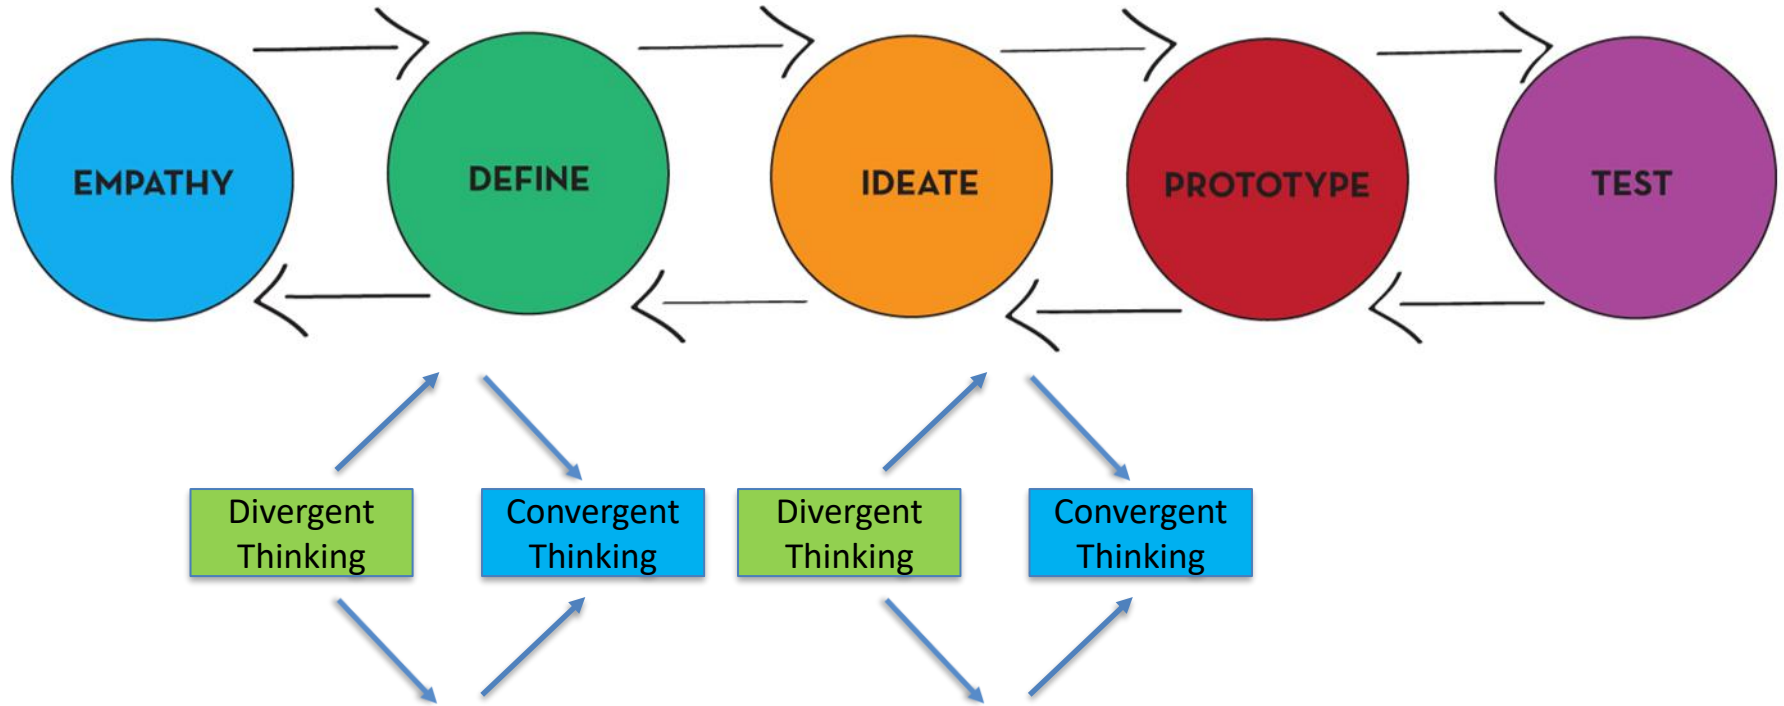 EMPATHY
DEFINE
IDEATE
PROTOTYPE
TEST
Divergent
Thinking
Convergent
Thinking
Divergent
Thinking
Convergent
Thinking